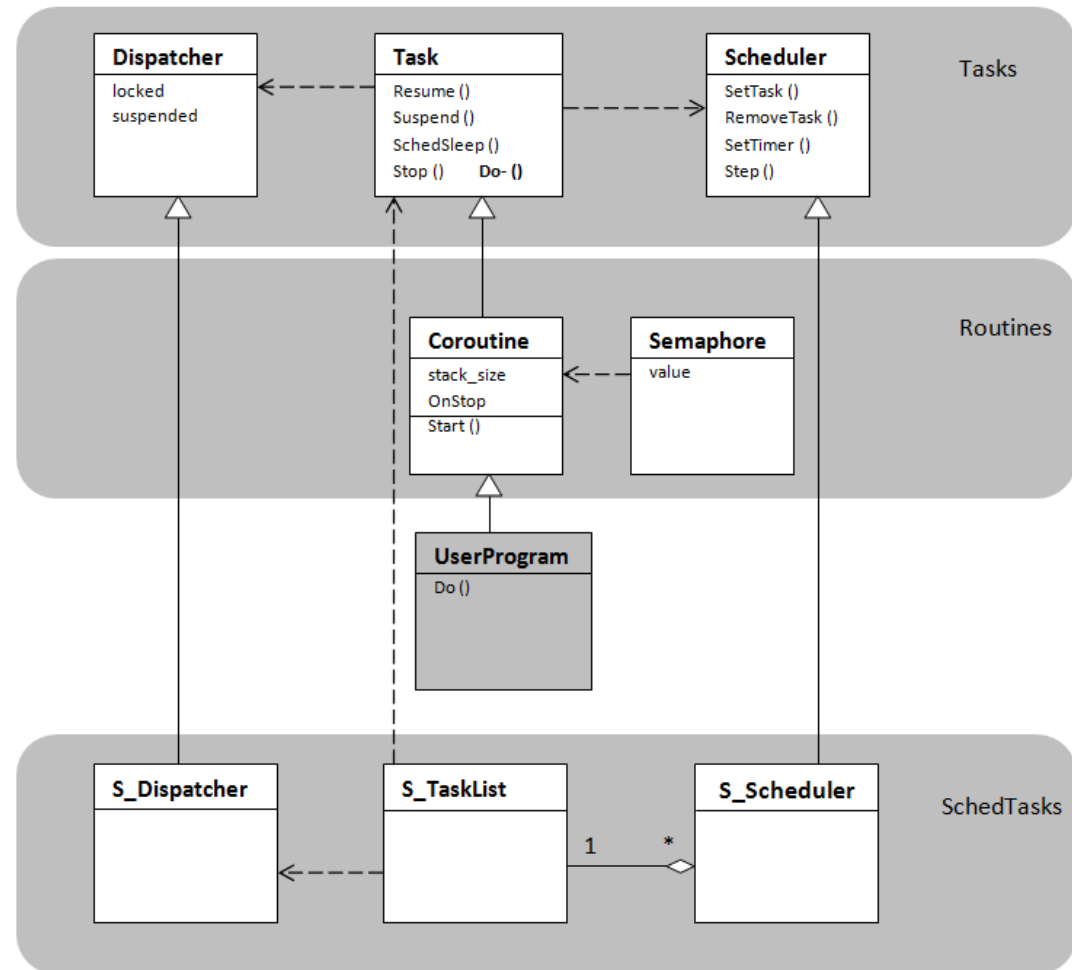 Dispatcher
locked
suspended
Task
Resume ()
Suspend ()
SchedSleep ()
Stop () Do- ()
Scheduler
SetTask ()
RemoveTask ()
SetTimer ()
Step ()
Tasks
Coroutine
stack_size
OnStop
Start ()
Semaphore
value
Routines
UserProgram
Do ()
S_Dispatcher
S_TaskList
1 *
S_Scheduler
SchedTasks